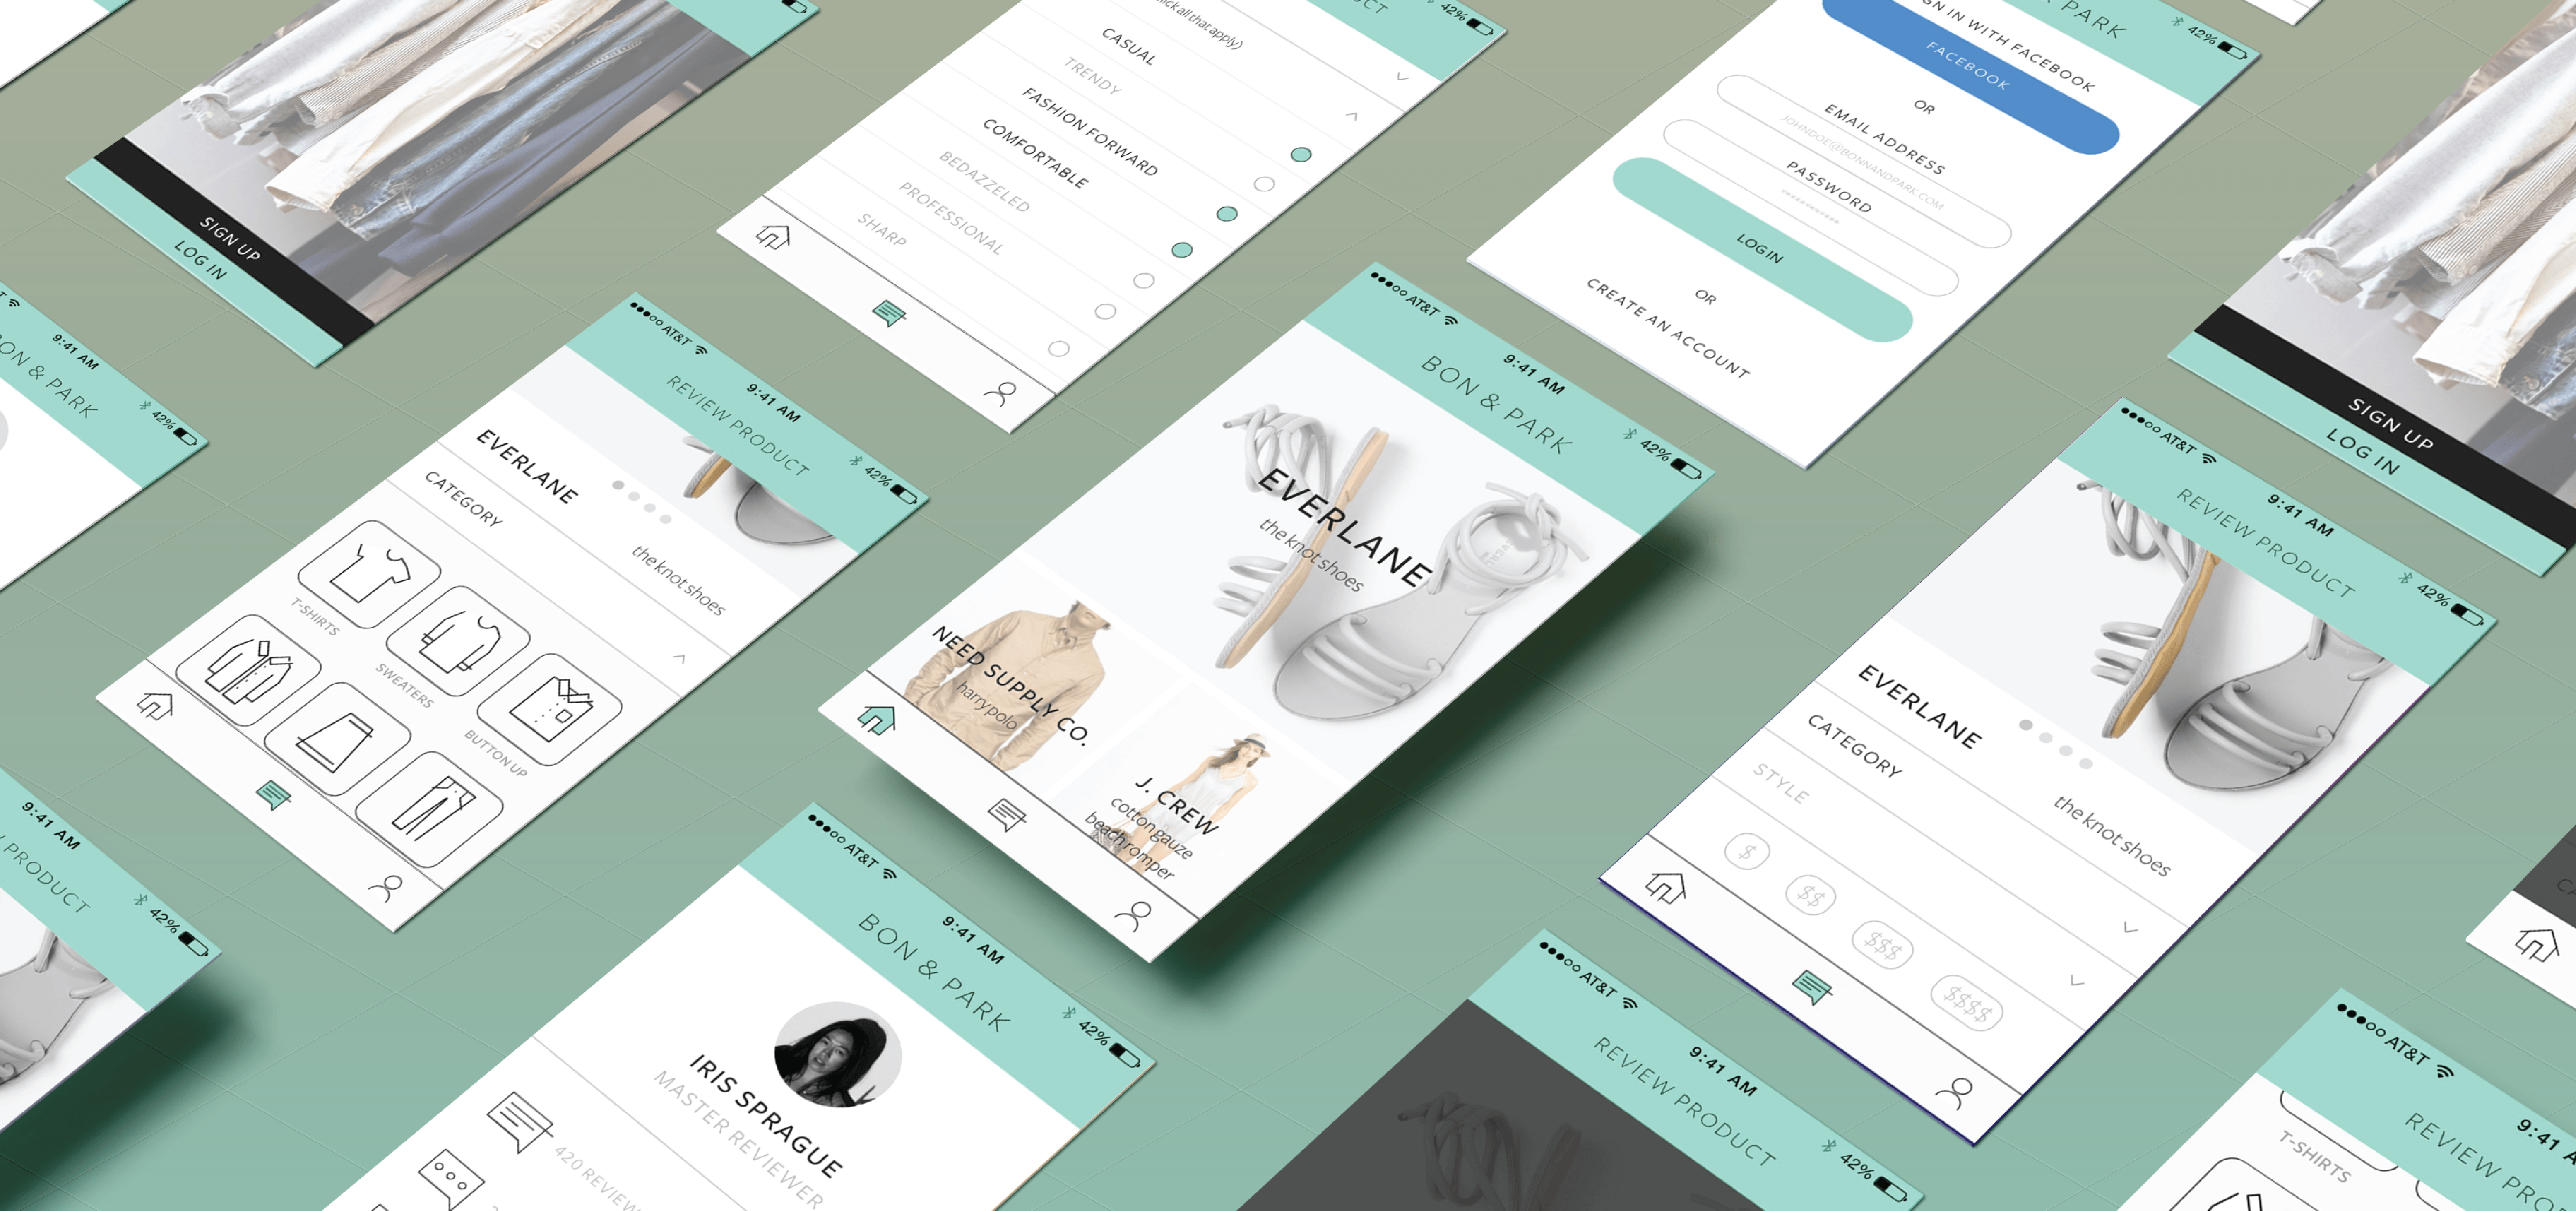 SIGN UP
LOG IN
ick all that apply)
CASUAL
TRENDY
FASHION FORWARD
COMFORTABLE
BEDAZZELED
PROFESSIONAL
SHARP
42%
PARK
42%
SIGN IN WITH FACEBOOK
FACEBOOK
OR
EMAIL ADDRESS
JOHNDOE@BONNANDPARK.COM
PASSWORD
LOGIN
OR
CREATE AN ACCOUNT
SIGN UP
LOG IN
9:41 AM
42%
BON & PARK
AT&T
9:41 AM
42%
REVIEW PRODUCT
EVERLANE
the knot shoes
CATEGORY
T-SHIRTS
SWEATERS
BUTTON UP
AT&T
9:41 AM
42%
BON & PARK
EVERLANE
the knot shoes
NEED SUPPLY CO.
harry polo
J. CREW
cotton gauze
beach romper
AT&T
9:41 AM
42%
REVIEW PRODUCT
EVERLANE
the knot shoes
CATEGORY
STYLE
$
$$
$$$
$$$$
9:41 AM
42%
PRODUCT
AT&T
9:41 AM
42%
BON & PARK
IRIS SPRAGUE
MASTER REVIEWER
420 REVIEW
AT&T
9:41 AM
42%
REVIEW PRODUCT
AT&T
9:41 A
REVIEW PRO
T-SHIRTS